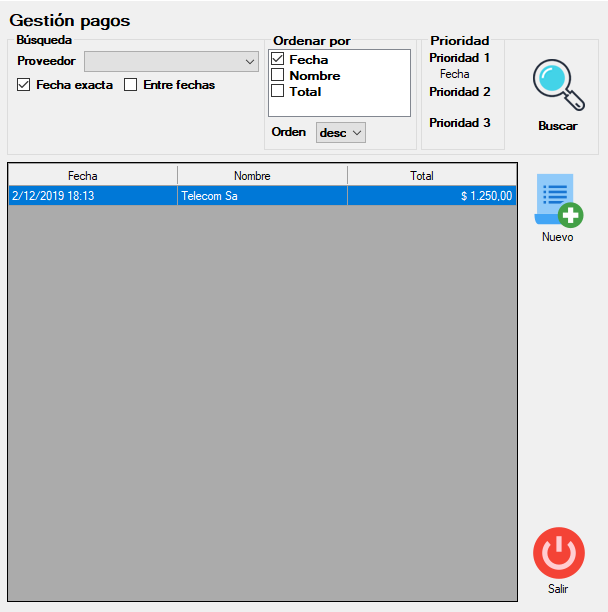 Gestión pagos
Búsqueda
Proveedor
Fecha exacta
Entre fechas
Ordenar por
Fecha
Nombre
Total
Orden
desc
Prioridad
Prioridad 1
Fecha
Prioridad 2
Prioridad 3
Buscar
Fecha Nombre Total
2/12/2019 18:13 Telecom Sa $ 1.250,00
Nuevo
Salir